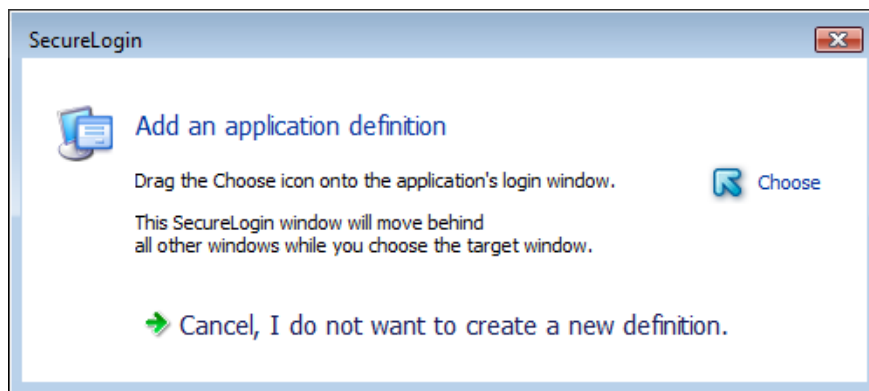 SecureLogin
Add an application definition
Drag the Choose icon onto the application's login window.
Choose
This SecureLogin window will move behind
all other windows while you choose the target window.
Cancel, I do not want to create a new definition.